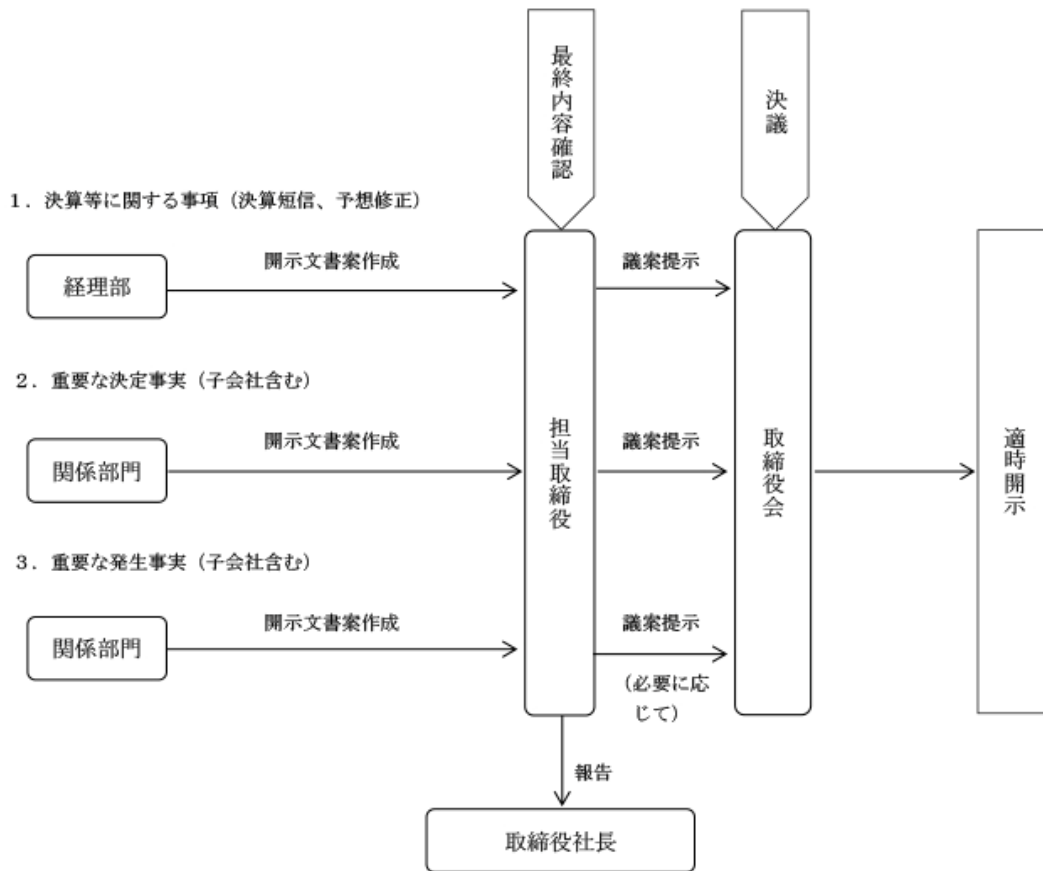 最終内容確認
決議
1．決算等に関する事項（決算短信、予想修正）
経理部
開示文書案作成
議案提示
2．重要な決定事実（子会社含む）
関係部門
開示文書案作成
担当取締役
議案提示
取締役会
適時開示
3．重要な発生事実（子会社含む）
関係部門
開示文書案作成
議案提示
（必要に応
じて）
報告
取締役社長